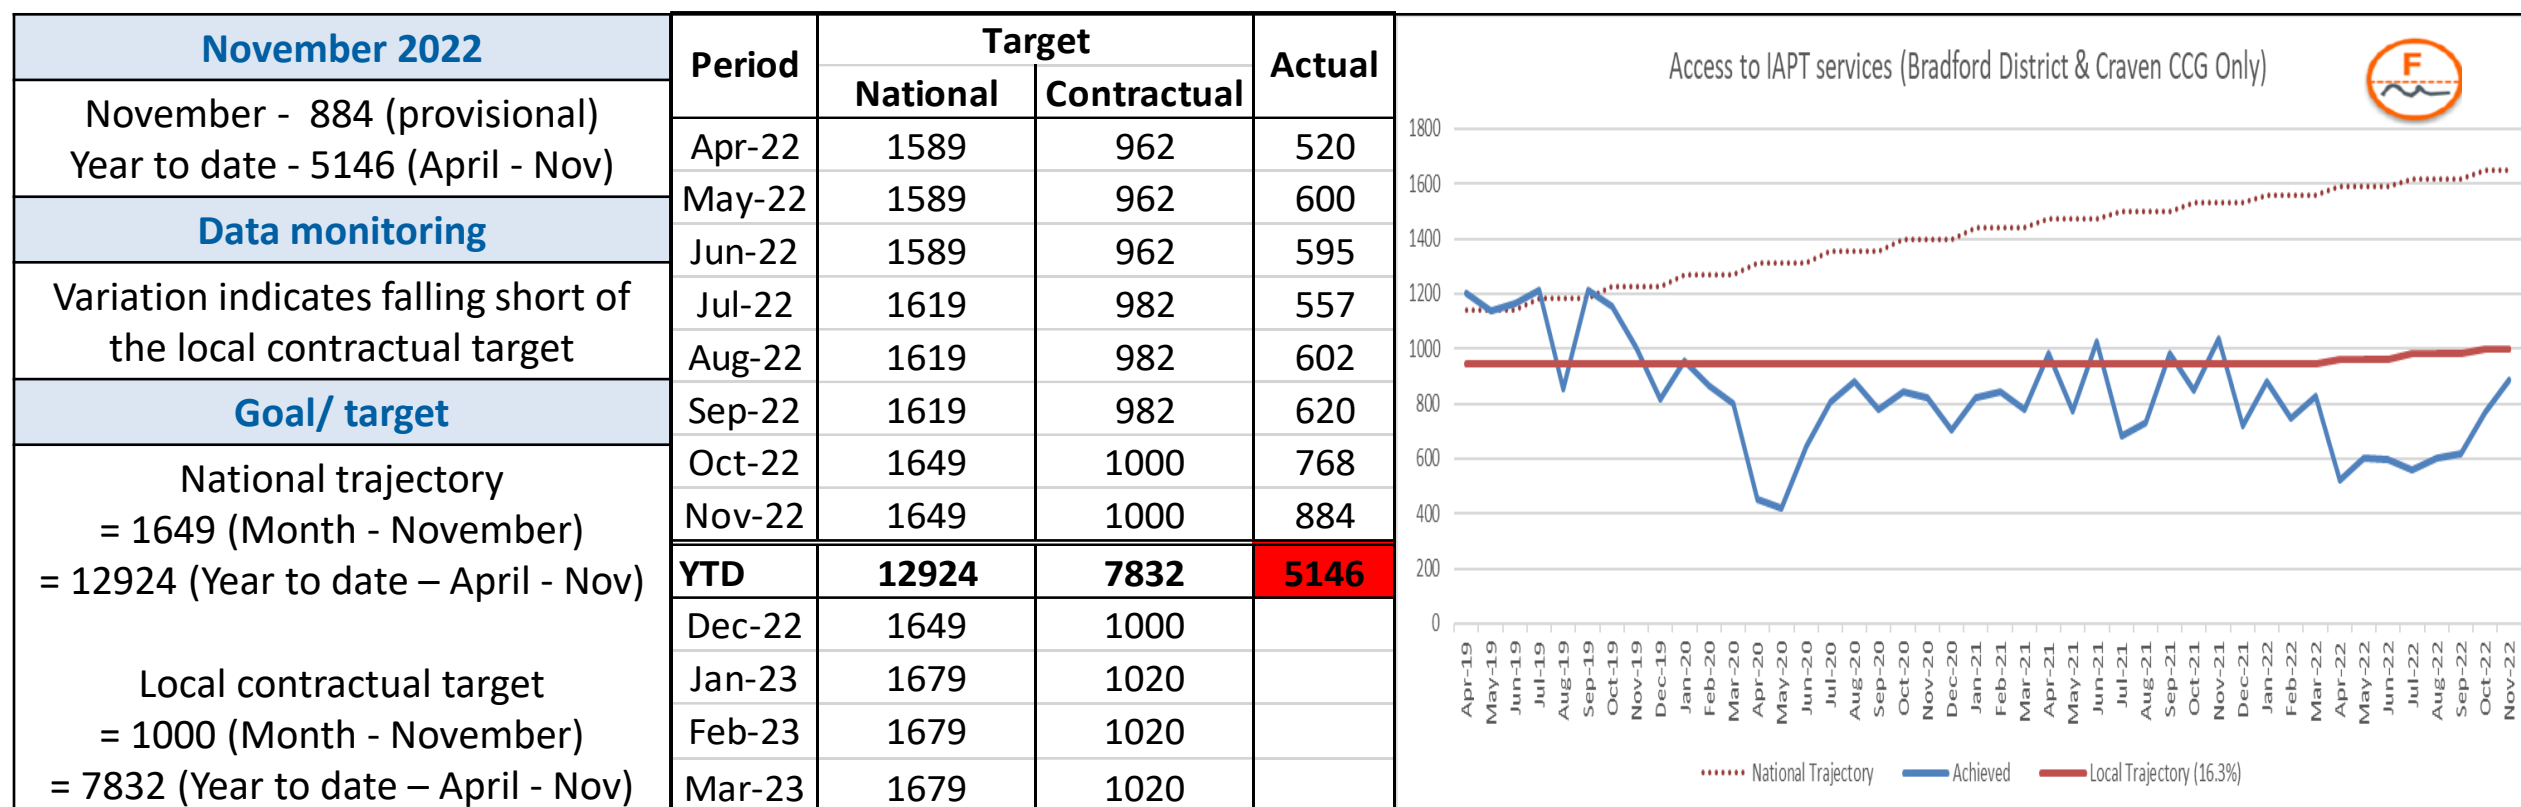 November 2022
November - 884 (provisional)
Year to date - 5146 (April - Nov)
Data monitoring
Variation indicates falling short of
the local contractual target
Goal/ target
National trajectory
= 1649 (Month - November)
= 12924 (Year to date – April - Nov)
Local contractual target
= 1000 (Month - November)
= 7832 (Year to date – April - Nov)
Period Target Actual
National Contractual
Apr-22 1589 962 520
May-22 1589 962 600
Jun-22 1589 962 595
Jul-22 1619 982 557
Aug-22 1619 982 602
Sep-22 1619 982 620
Oct-22 1649 1000 768
Nov-22 1649 1000 884
YTD 12924 7832 5146
Dec-22 1649 1000
Jan-23 1679 1020
Feb-23 1679 1020
Mar-23 1679 1020
Access to IAPT services (Bradford District & Craven CCG Only)
F
1800
1600
1400
1200
1000
800
600
400
200
0
Apr-19
May-19
Jun-19
Jul-19
Aug-19
Sep-19
Oct-19
Nov-19
Dec-19
Jan-20
Feb-20
Mar-20
Apr-20
May-20
Jun-20
Jul-20
Aug-20
Sep-20
Oct-20
Nov-20
Dec-20
Jan-21
Feb-21
Mar-21
Apr-21
May-21
Jun-21
Jul-21
Aug-21
Sep-21
Oct-21
Nov-21
Dec-21
Jan-22
Feb-22
Mar-22
Apr-22
May-22
Jun-22
Jul-22
Aug-22
Sep-22
Oct-22
Nov-22
National Trajectory Achieved Local Trajectory (16.3%)